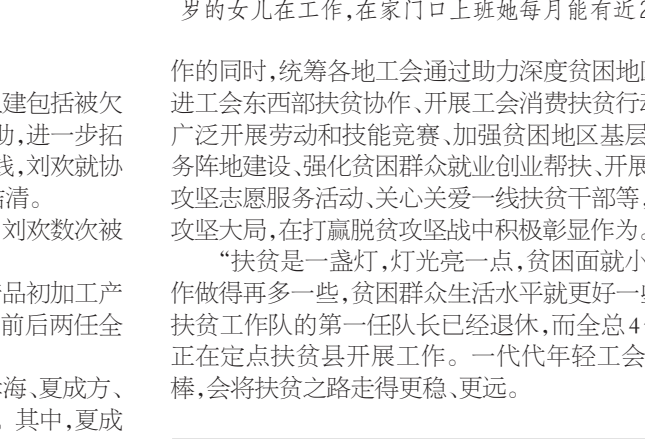 岁的女儿在工作,在家门口上班她每月能有近2
建包括被欠
助,进一步拓
线,刘欢就协
清。
刘欢数次被
品初加工产
前后两任全
海、夏成方、
其中,夏成
作的同时,统筹各地工会通过助力深度贫困地
进工会东西部扶贫协作、开展工会消费扶贫行
广泛开展劳动和技能竞赛、加强贫困地区基层
务阵地建设、强化贫困群众就业创业帮扶、开展
攻坚志愿服务活动、关心关爱一线扶贫干部等,
攻坚大局,在打赢脱贫攻坚战中积极彰显作为。
“扶贫是一盏灯,灯光亮一点,贫困面就小
作做得再多一些,贫困群众生活水平就更好一
扶贫工作队的第一任队长已经退休,而全总4
正在定点扶贫县开展工作。一代代年轻工会
棒,会将扶贫之路走得更稳、更远。